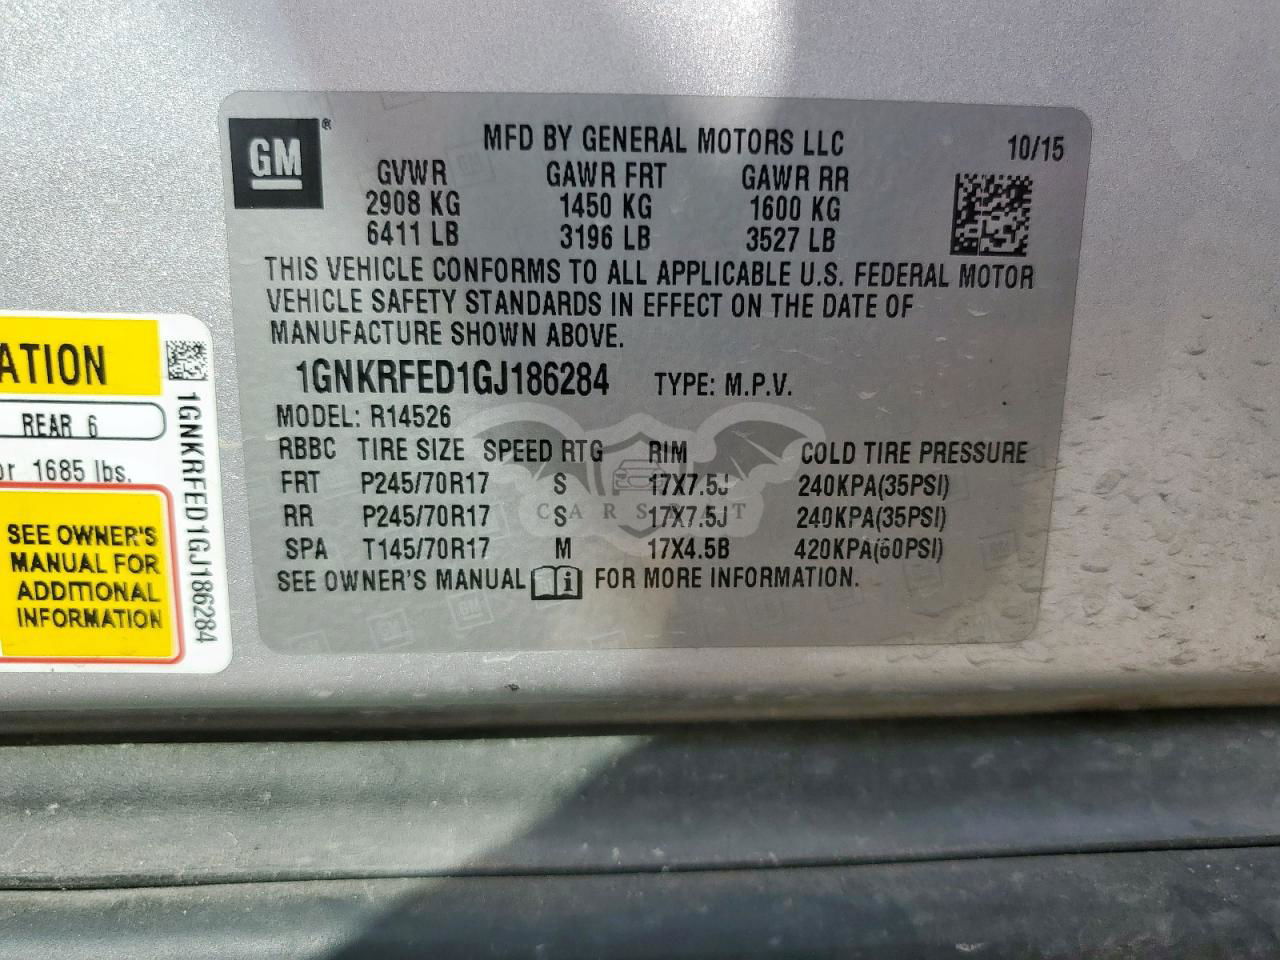 GM
®
MFD BY GENERAL MOTORS LLC
10/15
GVWR GAWR FRT GAWR RR
2908 KG 1450 KG 1600 KG
6411 LB 3196 LB 3527 LB
THIS VEHICLE CONFORMS TO ALL APPLICABLE U.S. FEDERAL MOTOR
VEHICLE SAFETY STANDARDS IN EFFECT ON THE DATE OF
MANUFACTURE SHOWN ABOVE.
1GNKRFED1GJ186284 TYPE: M.P.V.
MODEL: R14526
RBBC TIRE SIZE SPEED RTG RIM COLD TIRE PRESSURE
FRT P245/70R17 S 17X7.5J 240KPA(35PSI)
RR P245/70R17 S 17X7.5J 240KPA(35PSI)
SPA T145/70R17 M 17X4.5B 420KPA(60PSI)
SEE OWNER'S MANUAL i FOR MORE INFORMATION.
ATION
REAR 6
or 1685 lbs.
SEE OWNER'S
MANUAL FOR
ADDITIONAL
INFORMATION
1GNKRFED1GJ186284